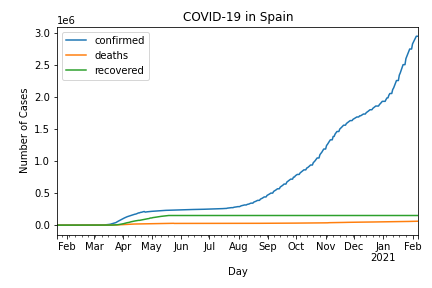 COVID-19 in Spain
1e6
confirmed
deaths
recovered
3.0
2.5
2.0
1.5
1.0
0.5
0.0
Number of Cases
Feb Mar Apr May Jun Jul Aug Sep Oct Nov Dec Jan Feb
2021
Day